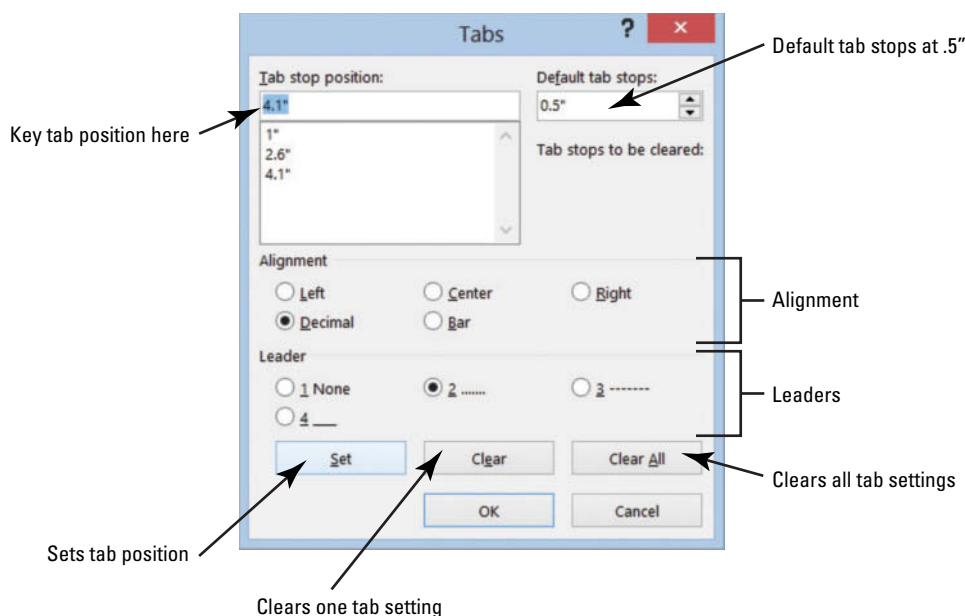 Tabs ?
Default tab stops at .5″
Tab stop position:
Default tab stops:
4.1"
0.5"
Key tab position here
1"
2.6"
4.1"
Tab stops to be cleared:
Alignment
Left
Center
Right
Decimal
Bar
Alignment
Leader
1 None
2 .......
3 -------
4 ___
Leaders
Set
Clear
Clear All
Clears all tab settings
OK
Cancel
Sets tab position
Clears one tab setting